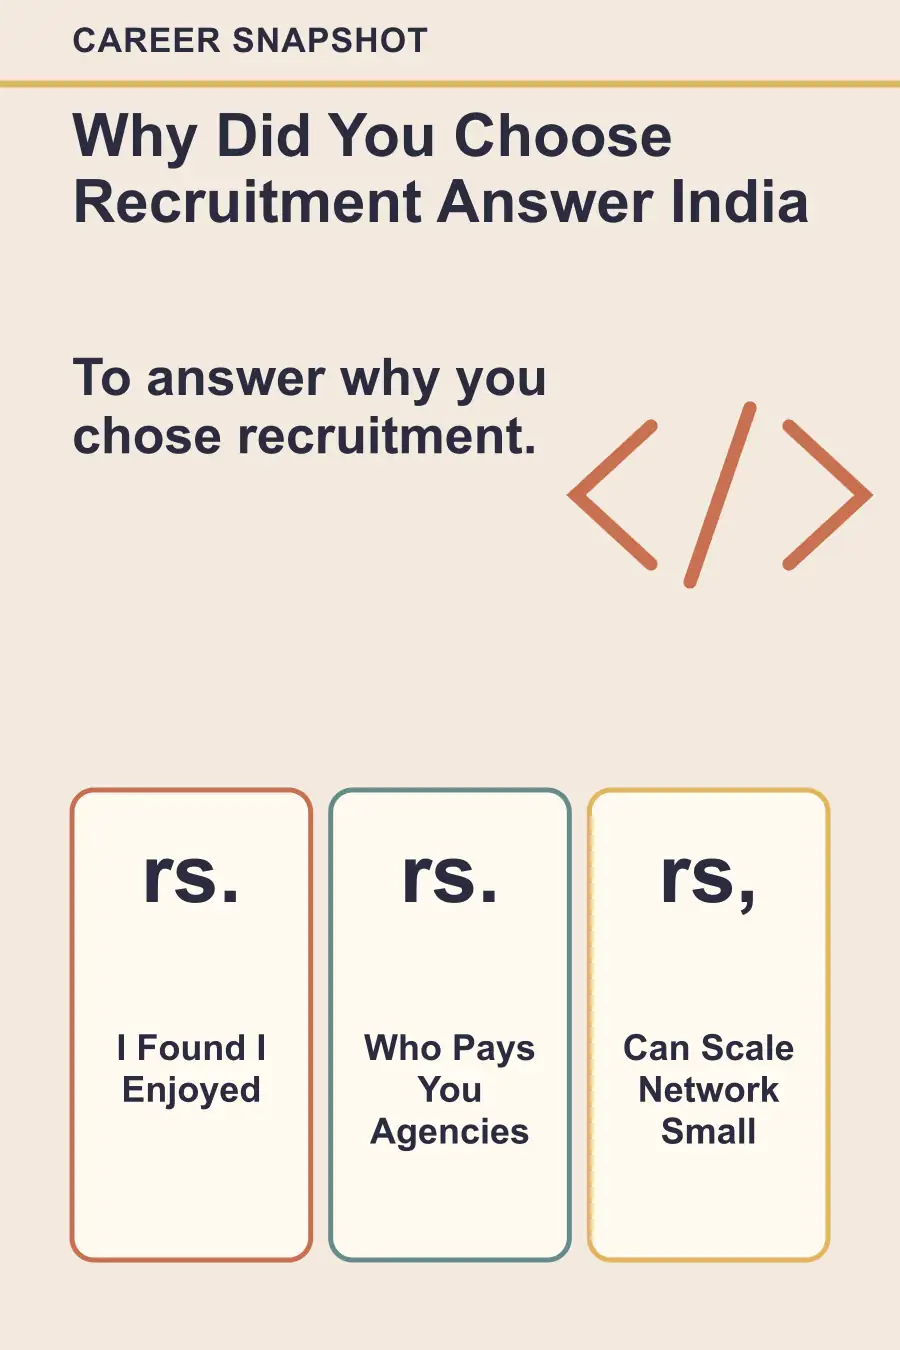 CAREER SNAPSHOT
Why Did You Choose
Recruitment Answer India
To answer why you
chose recruitment.
rs.
I Found I
Enjoyed
rs.
Who Pays
You
Agencies
rs,
Can Scale
Network
Small